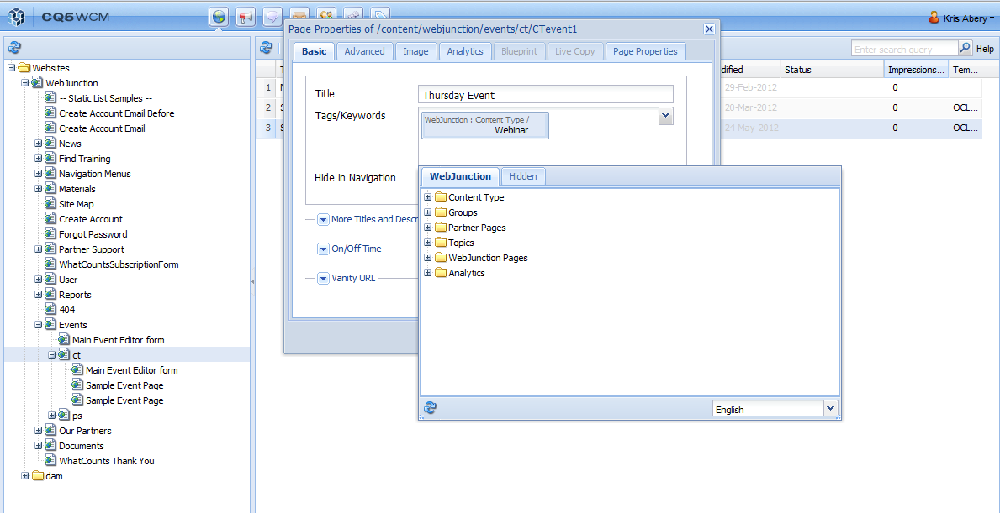 CQ5WCM
Kris Abery
Page Properties of /content/webjunction/events/ct/CTevent1
Basic
Advanced
Image
Analytics
Blueprint
Live Copy
Page Properties
Enter search query
Help
Websites
WebJunction
-- Static List Samples --
Create Account Email Before
Create Account Email
News
Find Training
Navigation Menus
Materials
Site Map
Create Account
Forgot Password
Partner Support
WhatCountsSubscriptionForm
User
Reports
404
Events
Main Event Editor form
ct
Main Event Editor form
Sample Event Page
Sample Event Page
ps
Our Partners
Documents
WhatCounts Thank You
dam
Title
Thursday Event
Tags/Keywords
WebJunction : Content Type /
Webinar
Hide in Navigation
More Titles and Descr
On/Off Time
Vanity URL
WebJunction
Hidden
Content Type
Groups
Partner Pages
Topics
WebJunction Pages
Analytics
English
dified
Status
Impressions...
Tem...
1
29-Feb-2012
0
2
20-Mar-2012
0
OCL...
3
24-May-2012
0
OCL...